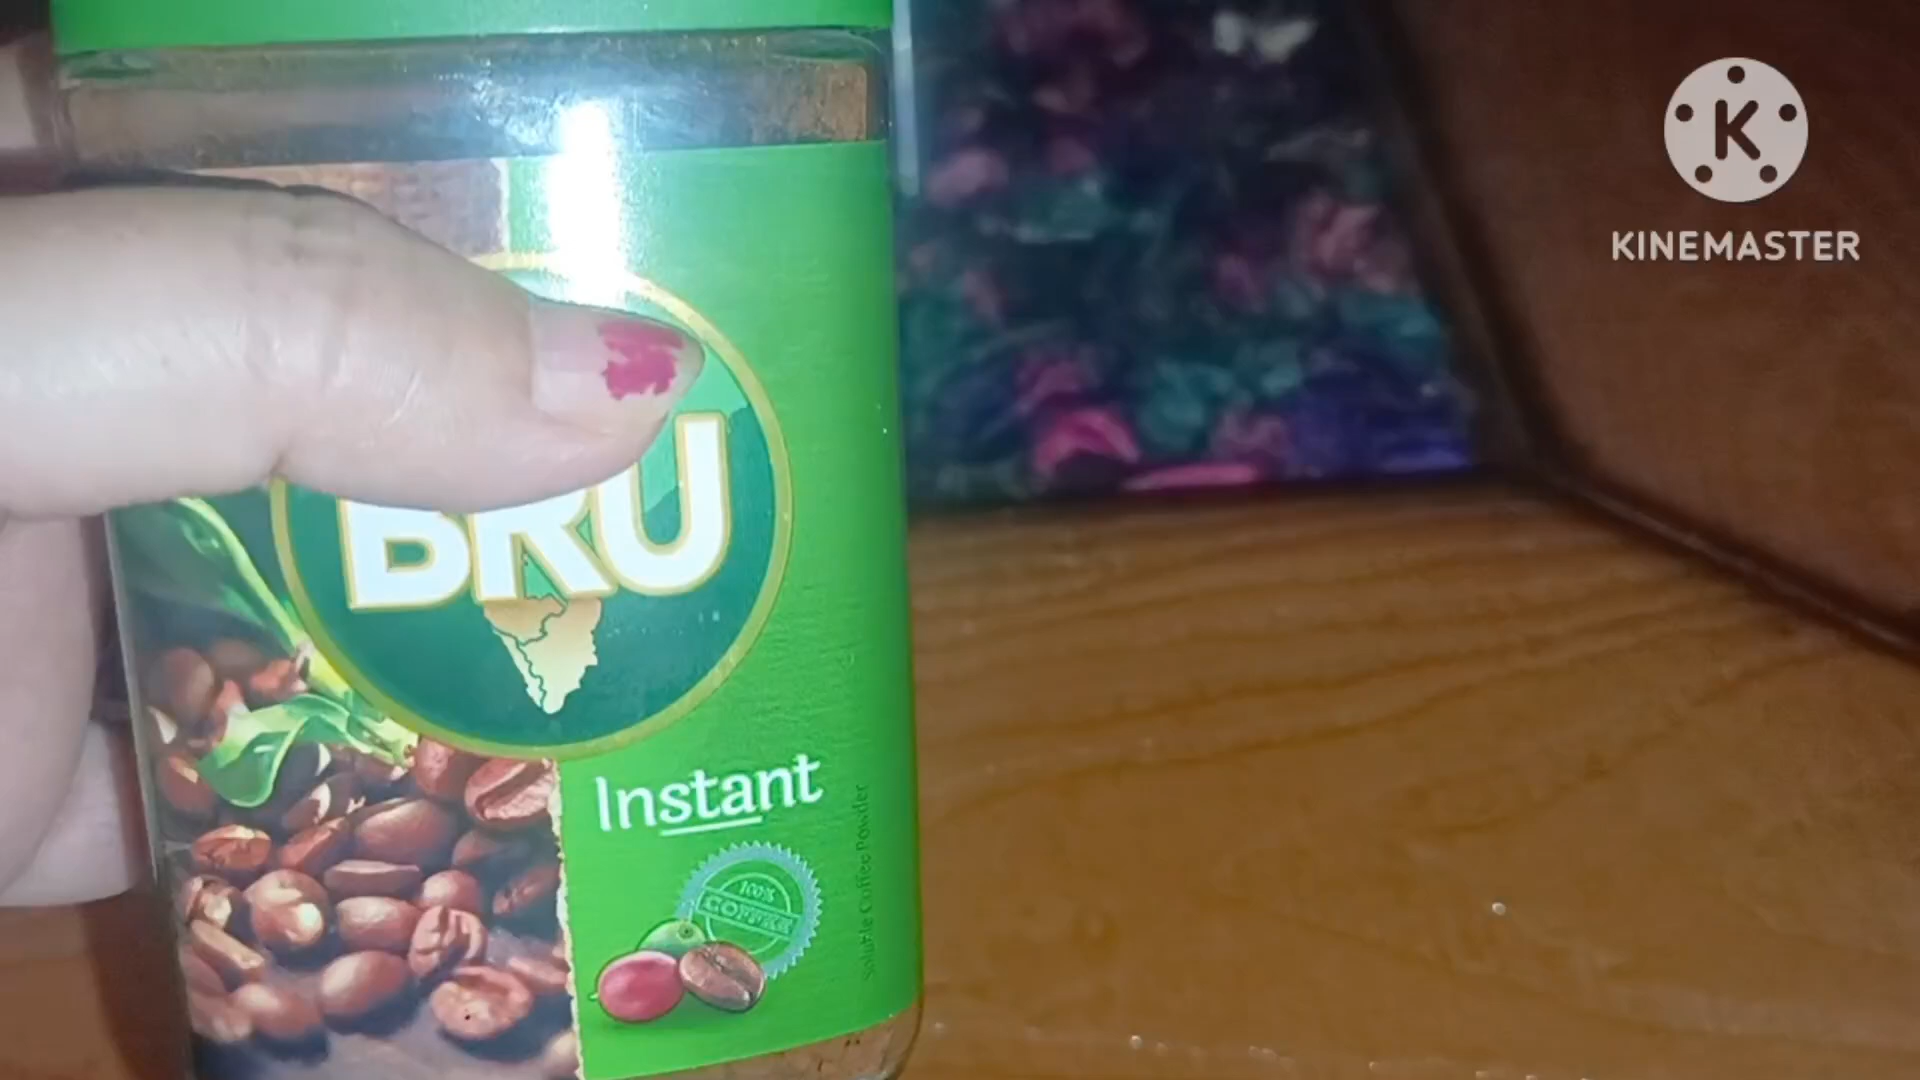 K
KINEMASTER
BRU
Instant
100%
COFFEE
Soluble Coffee Powder